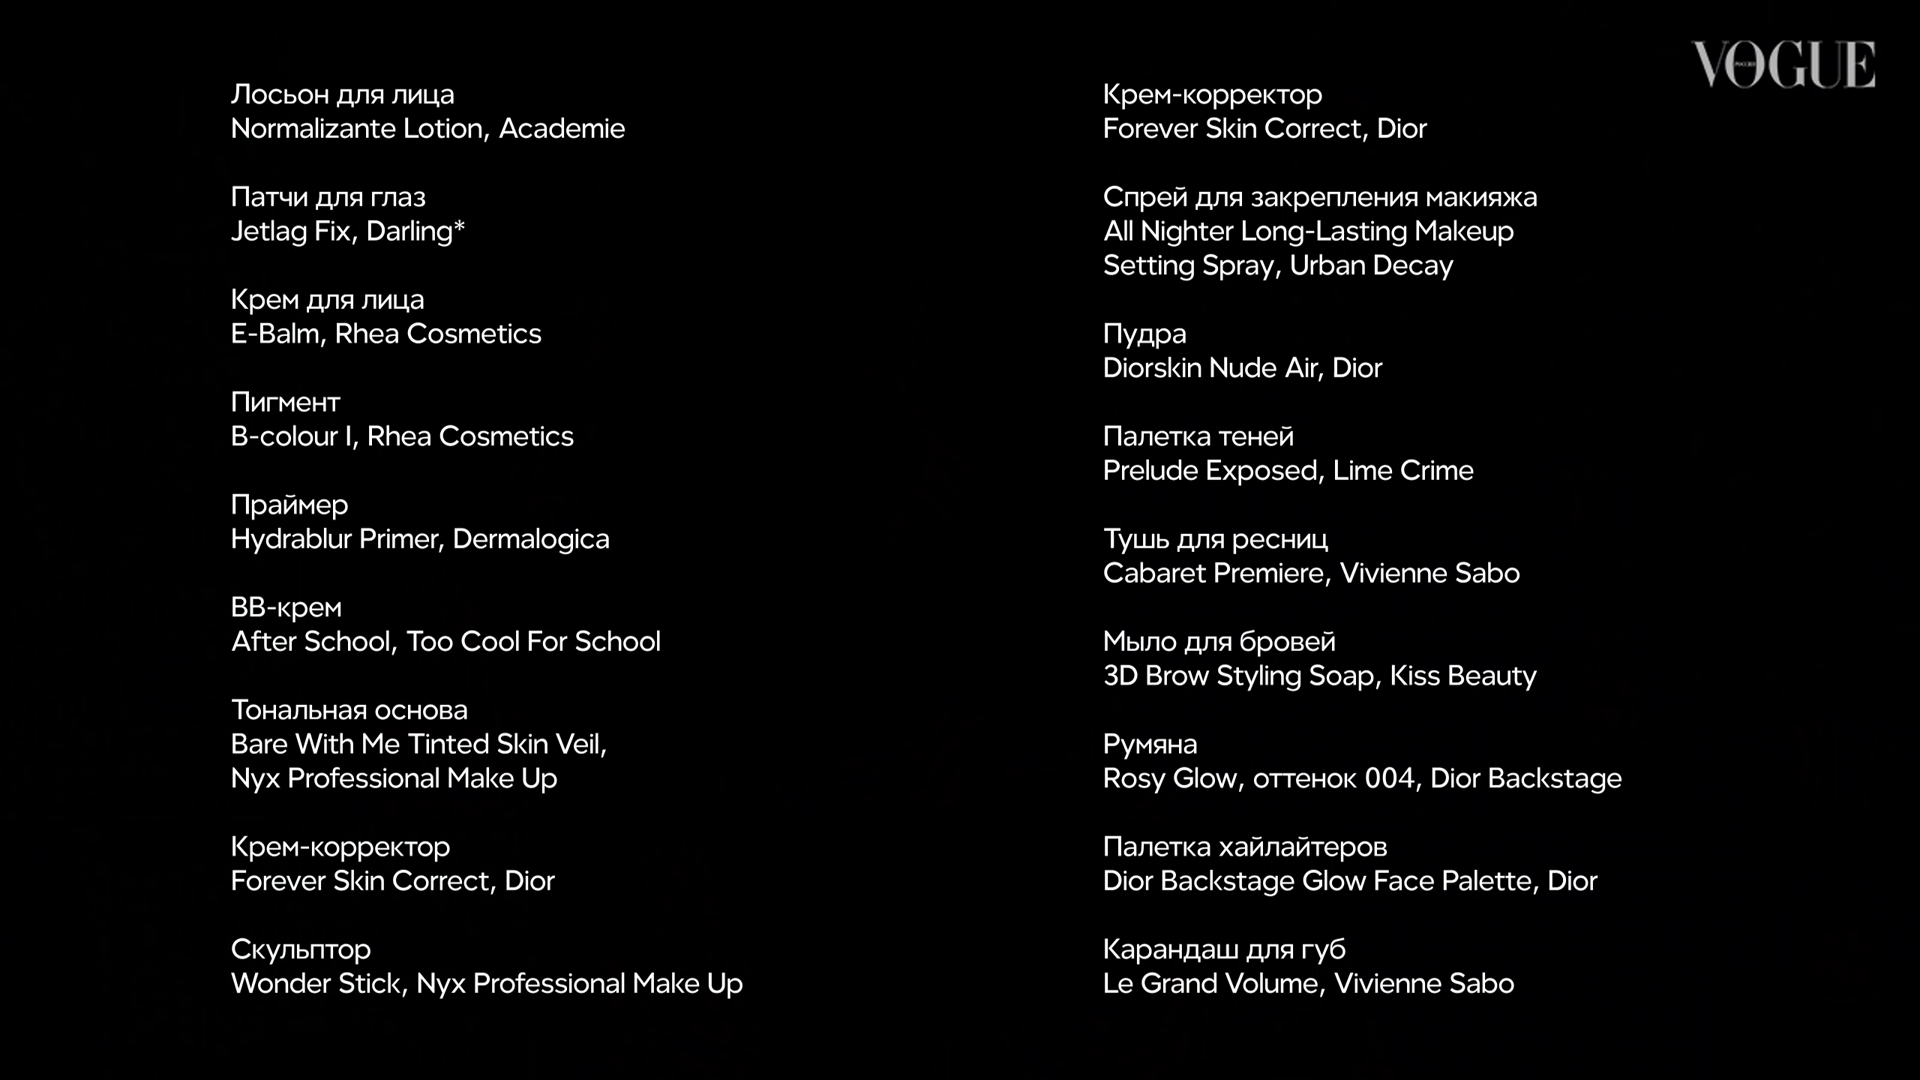 VOGUE
Лосьон для лица
Normalizante Lotion, Academie
Патчи для глаз
Jetlag Fix, Darling*
Крем для лица
E-Balm, Rhea Cosmetics
Пигмент
B-colour I, Rhea Cosmetics
Праймер
Hydrablur Primer, Dermalogica
BB-крем
After School, Too Cool For School
Тональная основа
Bare With Me Tinted Skin Veil,
Nyx Professional Make Up
Крем-корректор
Forever Skin Correct, Dior
Скульптор
Wonder Stick, Nyx Professional Make Up
Крем-корректор
Forever Skin Correct, Dior
Спрей для закрепления макияжа
All Nighter Long-Lasting Makeup
Setting Spray, Urban Decay
Пудра
Diorskin Nude Air, Dior
Палетка теней
Prelude Exposed, Lime Crime
Тушь для ресниц
Cabaret Premiere, Vivienne Sabo
Мыло для бровей
3D Brow Styling Soap, Kiss Beauty
Румяна
Rosy Glow, оттенок 004, Dior Backstage
Палетка хайлайтеров
Dior Backstage Glow Face Palette, Dior
Карандаш для губ
Le Grand Volume, Vivienne Sabo